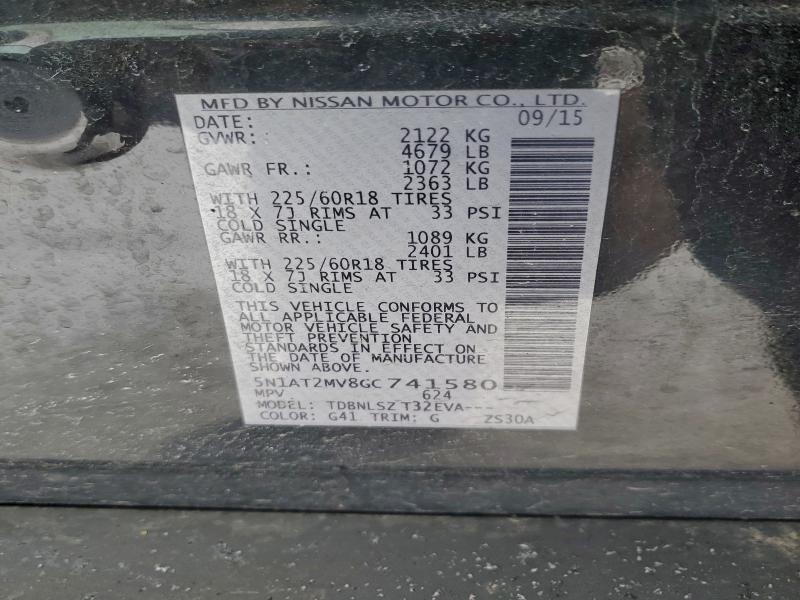 MFD BY NISSAN MOTOR CO., LTD.
DATE: 09/15
GVWR: 2122 KG
4679 LB
GAWR FR.: 1072 KG
2363 LB
WITH 225/60R18 TIRES
18 X 7J RIMS AT 33 PSI
COLD SINGLE
GAWR RR.: 1089 KG
2401 LB
WITH 225/60R18 TIRES
18 X 7J RIMS AT 33 PSI
COLD SINGLE
THIS VEHICLE CONFORMS TO
ALL APPLICABLE FEDERAL
MOTOR VEHICLE SAFETY AND
THEFT PREVENTION
STANDARDS IN EFFECT ON
THE DATE OF MANUFACTURE
SHOWN ABOVE.
5N1AT2MV8GC741580
MPV 624
MODEL: TDBNLSZ T32EVA---
COLOR: G41 TRIM: G ZS30A